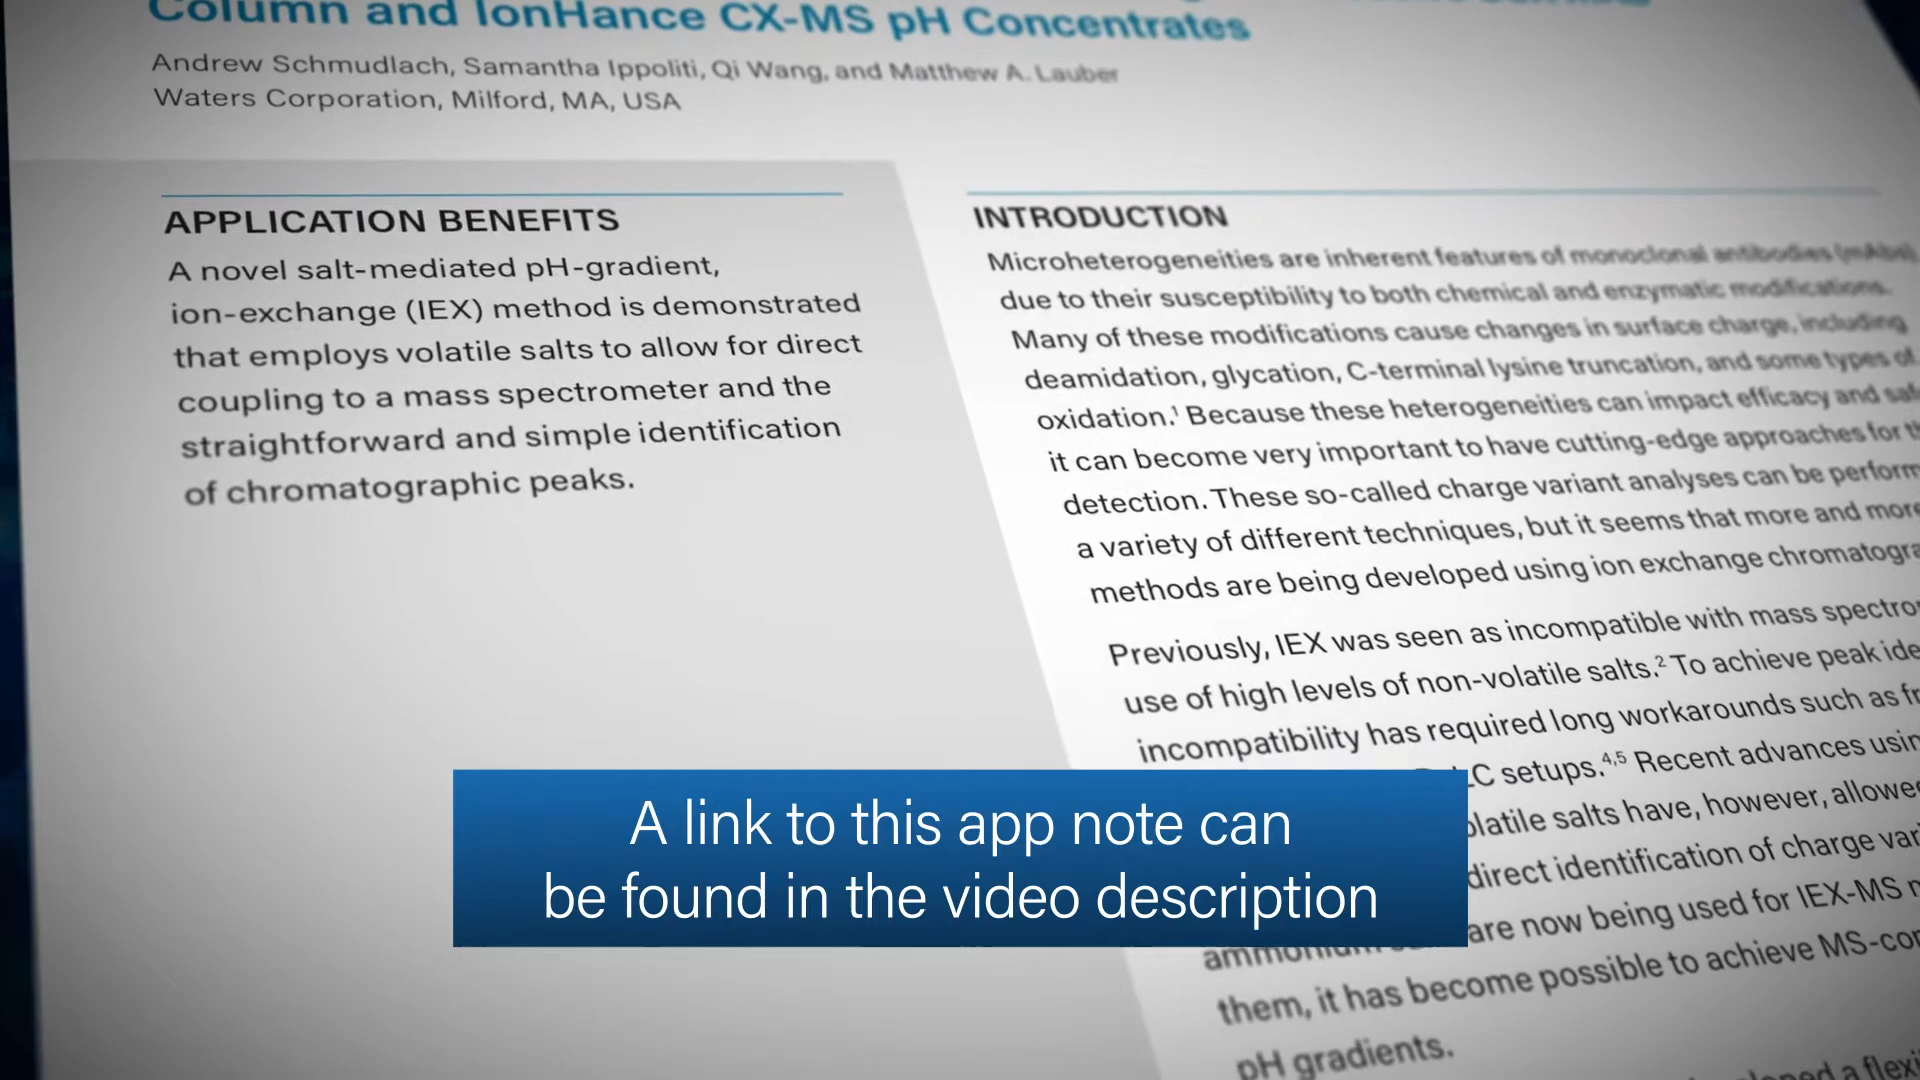 Column and IonHance CX-MS pH Concentrates
Andrew Schmudlach, Samantha Ippoliti, Qi Wang, and Matthew A. Lauber
Waters Corporation, Milford, MA, USA
APPLICATION BENEFITS
A novel salt-mediated pH-gradient,
ion-exchange (IEX) method is demonstrated
that employs volatile salts to allow for direct
coupling to a mass spectrometer and the
straightforward and simple identification
of chromatographic peaks.
INTRODUCTION
Microheterogeneities are inherent features of monoclonal antibodies (mAbs),
due to their susceptibility to both chemical and enzymatic modifications.
Many of these modifications cause changes in surface charge, including
deamidation, glycation, C-terminal lysine truncation, and some types of
oxidation.¹ Because these heterogeneities can impact efficacy and
it can become very important to have cutting-edge approaches for
detection. These so-called charge variant analyses can be
a variety of different techniques, but it seems that more and more
methods are being developed using ion exchange
Previously, IEX was seen as incompatible with mass
use of high levels of non-volatile salts.² To achieve peak
incompatibility has required long workarounds such as
LC setups.⁴,⁵ Recent advances
salts have, however,
direct identification of charge
ammonium are now being used for IEX-MS
them, it has become possible to achieve
pH gradients.
a
A link to this app note can
be found in the video description